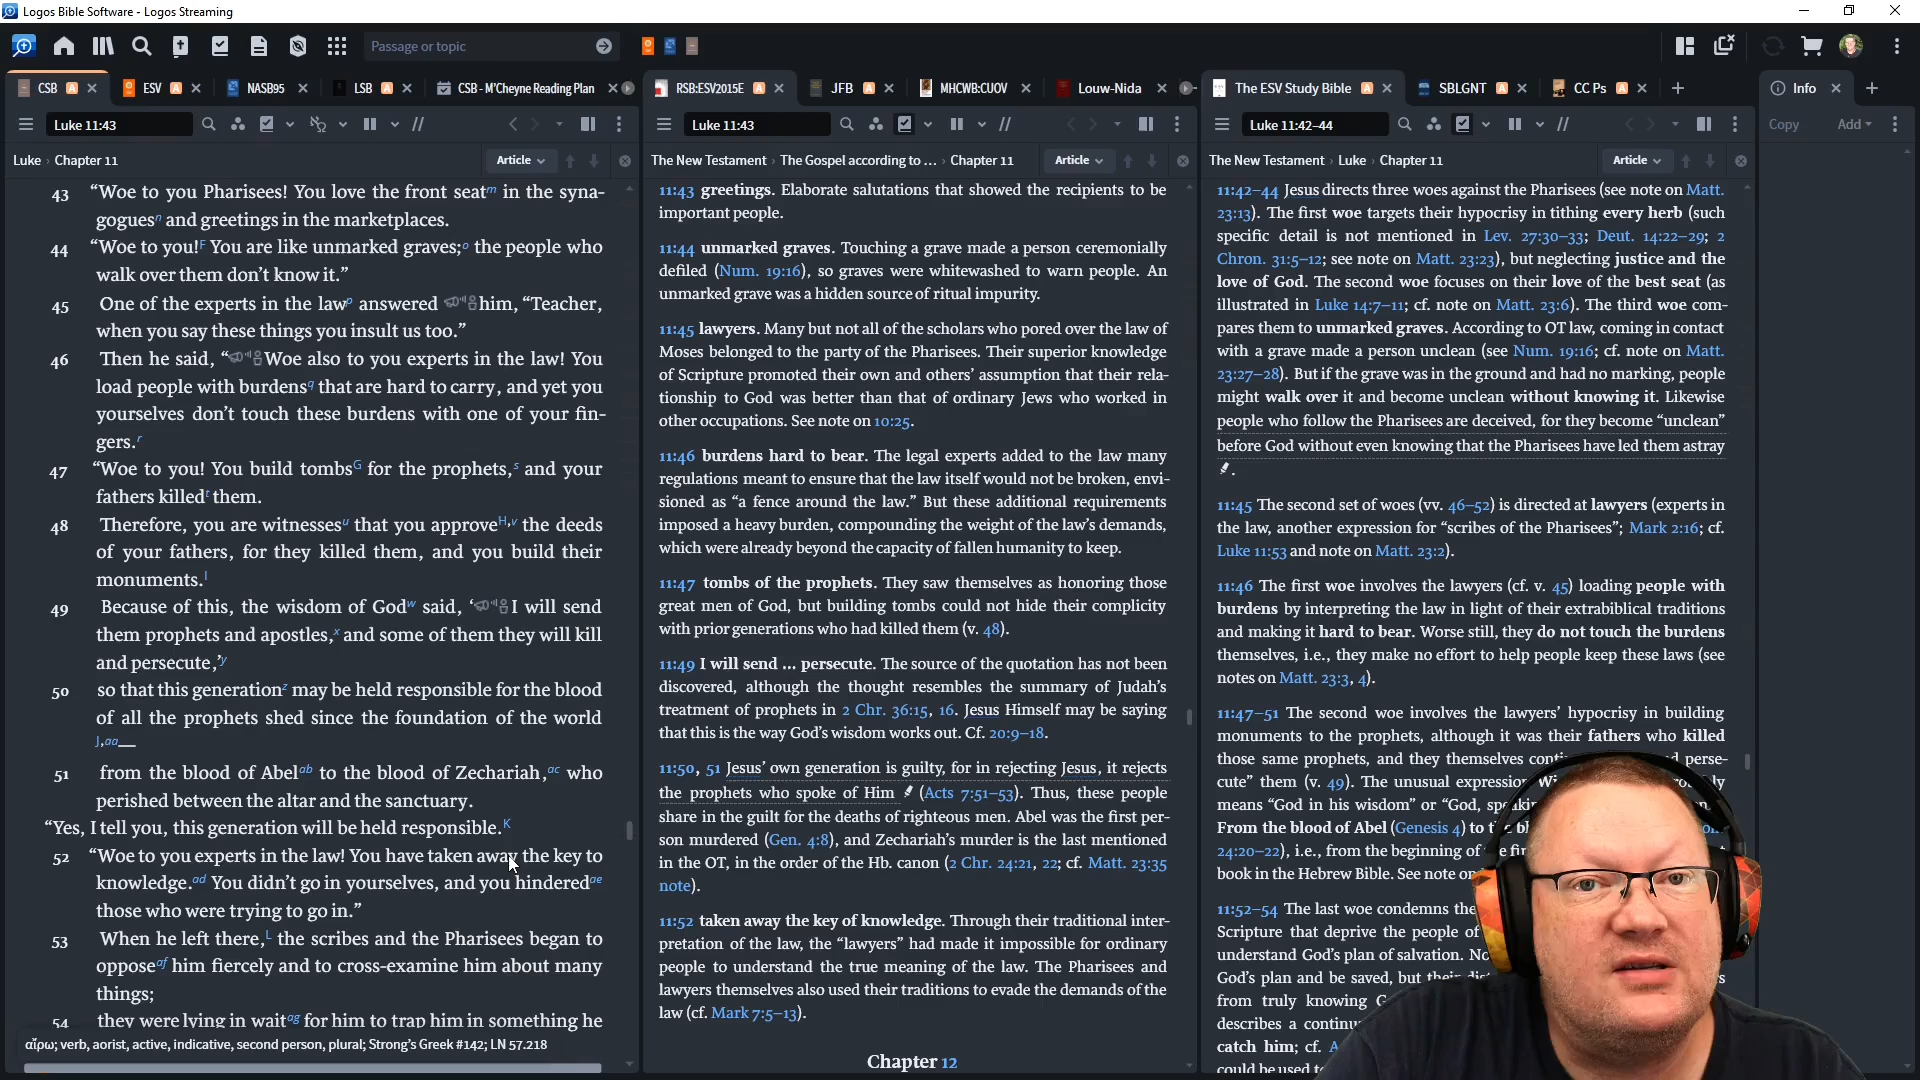 Logos Bible Software - Logos Streaming
Passage or topic
CSB A
ESV A
NASB95
LSB A
CSB - M'Cheyne Reading Plan
RSB:ESV2015E A
JFB A
MHCWB:CUOV
Louw-Nida
The ESV Study Bible A
SBLGNT A
CC Ps A
Info
Luke 11:43
Luke › Chapter 11
Article
43 “Woe to you Pharisees! You love the front seatᵐ in the syna-
goguesⁿ and greetings in the marketplaces.
44 “Woe to you!F You are like unmarked graves;ᵒ the people who
walk over them don’t know it.”
45 One of the experts in the lawᵖ answered him, “Teacher,
when you say these things you insult us too.”
46 Then he said, “Woe also to you experts in the law! You
load people with burdensq that are hard to carry, and yet you
yourselves don’t touch these burdens with one of your fin-
gers.ʳ
47 “Woe to you! You build tombsG for the prophets,ˢ and your
fathers killedᵗ them.
48 Therefore, you are witnessesᵘ that you approveH,v the deeds
of your fathers, for they killed them, and you build their
monuments.I
49 Because of this, the wisdom of Godʷ said, ‘I will send
them prophets and apostles,ˣ and some of them they will kill
and persecute,’ʸ
50 so that this generationᶻ may be held responsible for the blood
of all the prophets shed since the foundation of the world
J,aa—
51 from the blood of Abelab to the blood of Zechariah,ac who
perished between the altar and the sanctuary.
“Yes, I tell you, this generation will be held responsible.K
52 “Woe to you experts in the law! You have taken away the key to
knowledge.ad You didn’t go in yourselves, and you hinderedae
those who were trying to go in.”
53 When he left there,L the scribes and the Pharisees began to
opposeaf him fiercely and to cross-examine him about many
things;
54 they were lying in waitag for him to trap him in something he
αἴρω; verb, aorist, active, indicative, second person, plural; Strong’s Greek #142; LN 57.218
Luke 11:43
The New Testament › The Gospel according to ... › Chapter 11
Article
11:43 greetings. Elaborate salutations that showed the recipients to be
important people.
11:44 unmarked graves. Touching a grave made a person ceremonially
defiled (Num. 19:16), so graves were whitewashed to warn people. An
unmarked grave was a hidden source of ritual impurity.
11:45 lawyers. Many but not all of the scholars who pored over the law of
Moses belonged to the party of the Pharisees. Their superior knowledge
of Scripture promoted their own and others’ assumption that their rela-
tionship to God was better than that of ordinary Jews who worked in
other occupations. See note on 10:25.
11:46 burdens hard to bear. The legal experts added to the law many
regulations meant to ensure that the law itself would not be broken, envi-
sioned as “a fence around the law.” But these additional requirements
imposed a heavy burden, compounding the weight of the law’s demands,
which were already beyond the capacity of fallen humanity to keep.
11:47 tombs of the prophets. They saw themselves as honoring those
great men of God, but building tombs could not hide their complicity
with prior generations who had killed them (v. 48).
11:49 I will send ... persecute. The source of the quotation has not been
discovered, although the thought resembles the summary of Judah’s
treatment of prophets in 2 Chr. 36:15, 16. Jesus Himself may be saying
that this is the way God’s wisdom works out. Cf. 20:9–18.
11:50, 51 Jesus’ own generation is guilty, for in rejecting Jesus, it rejects
the prophets who spoke of Him (Acts 7:51–53). Thus, these people
share in the guilt for the deaths of righteous men. Abel was the first per-
son murdered (Gen. 4:8), and Zechariah’s murder is the last mentioned
in the OT, in the order of the Hb. canon (2 Chr. 24:21, 22; cf. Matt. 23:35
note).
11:52 taken away the key of knowledge. Through their traditional inter-
pretation of the law, the “lawyers” had made it impossible for ordinary
people to understand the true meaning of the law. The Pharisees and
lawyers themselves also used their traditions to evade the demands of the
law (cf. Mark 7:5–13).
Chapter 12
Luke 11:42–44
The New Testament › Luke › Chapter 11
Article
11:42–44 Jesus directs three woes against the Pharisees (see note on Matt.
23:13). The first woe targets their hypocrisy in tithing every herb (such
specific detail is not mentioned in Lev. 27:30–33; Deut. 14:22–29; 2
Chron. 31:5–12; see note on Matt. 23:23), but neglecting justice and the
love of God. The second woe focuses on their love of the best seat (as
illustrated in Luke 14:7–11; cf. note on Matt. 23:6). The third woe com-
pares them to unmarked graves. According to OT law, coming in contact
with a grave made a person unclean (see Num. 19:16; cf. note on Matt.
23:27–28). But if the grave was in the ground and had no marking, people
might walk over it and become unclean without knowing it. Likewise
people who follow the Pharisees are deceived, for they become “unclean”
before God without even knowing that the Pharisees have led them astray
.
11:45 The second set of woes (vv. 46–52) is directed at lawyers (experts in
the law, another expression for “scribes of the Pharisees”; Mark 2:16; cf.
Luke 11:53 and note on Matt. 23:2).
11:46 The first woe involves the lawyers (cf. v. 45) loading people with
burdens by interpreting the law in light of their extrabiblical traditions
and making it hard to bear. Worse still, they do not touch the burdens
themselves, i.e., they make no effort to help people keep these laws (see
notes on Matt. 23:3, 4).
11:47–51 The second woe involves the lawyers’ hypocrisy in building
monuments to the prophets, although it was their fathers who killed
those same prophets, and they themselves perse-
cute” them (v. 49). The unusual expression
means “God in his wisdom” or “God,
From the blood of Abel (Genesis 4) to
24:20–22), i.e., from the beginning of
book in the Hebrew Bible. See note on
11:52–54 The last woe condemns the
Scripture that deprive the people of
understand God’s plan of salvation.
God’s plan and be saved, but their
from truly knowing
describes a
catch him; cf.
could be used
Copy
Add